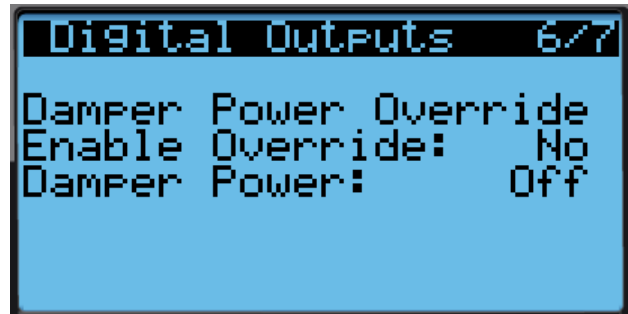 Digital Outputs 6/7
Damper Power Override
Enable Override: No
Damper Power: Off